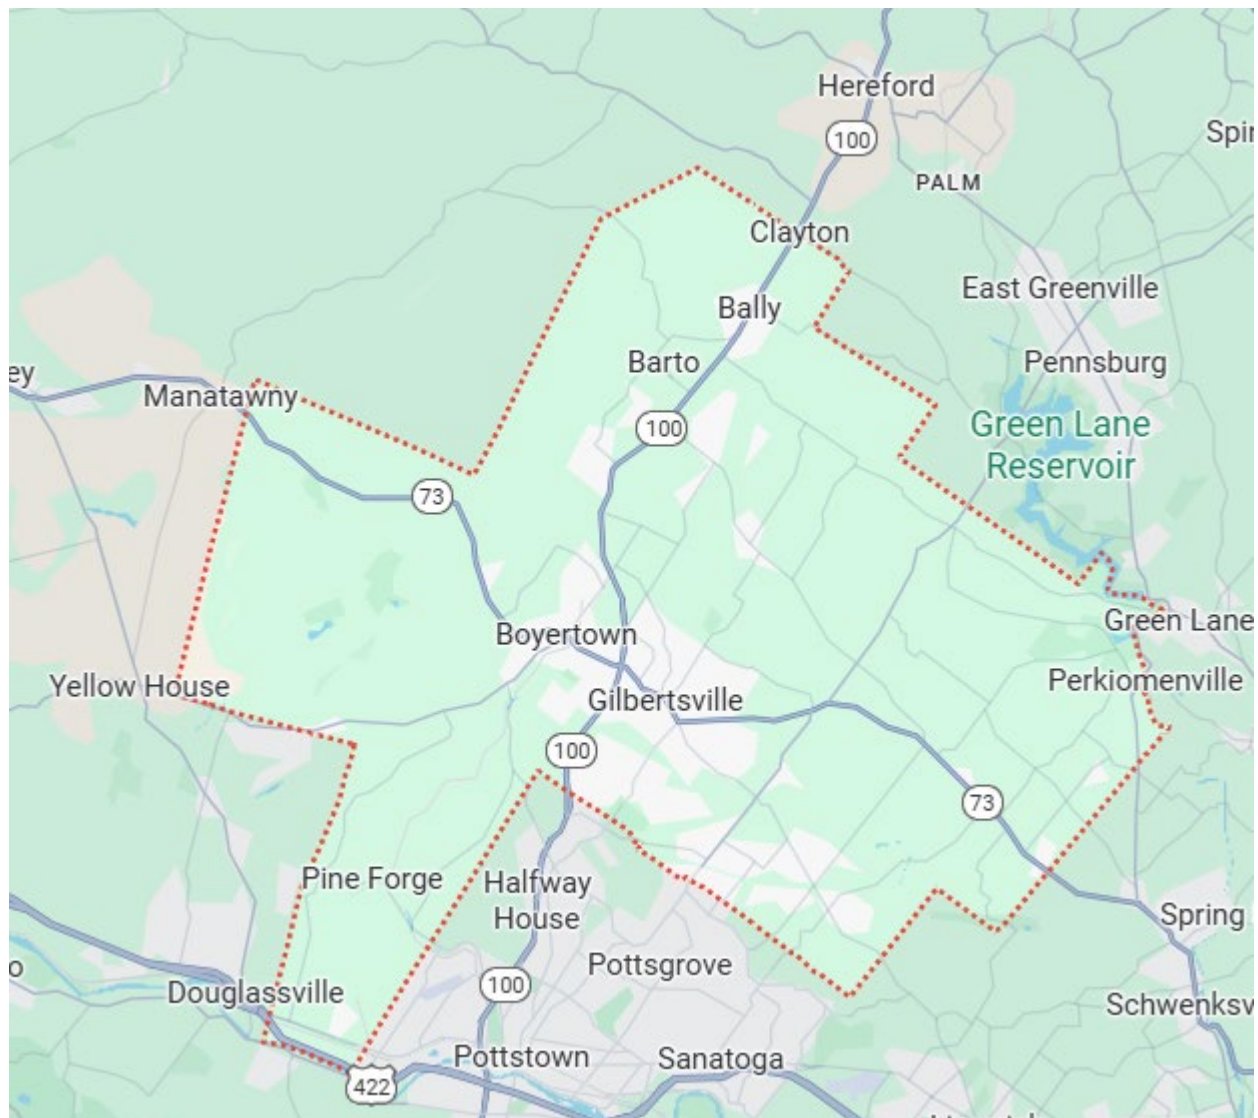 Hereford
100
Spir
PALM
Clayton
East Greenville
Bally
Barto
Pennsburg
ey
Manatawny
100
Green Lane
Reservoir
73
Green Lane
Boyertown
Yellow House
Perkiomenville
Gilbertsville
100
73
Pine Forge
Halfway
House
Spring
o
Pottsgrove
100
Douglassville
Schwenksv
Pottstown
Sanatoga
422